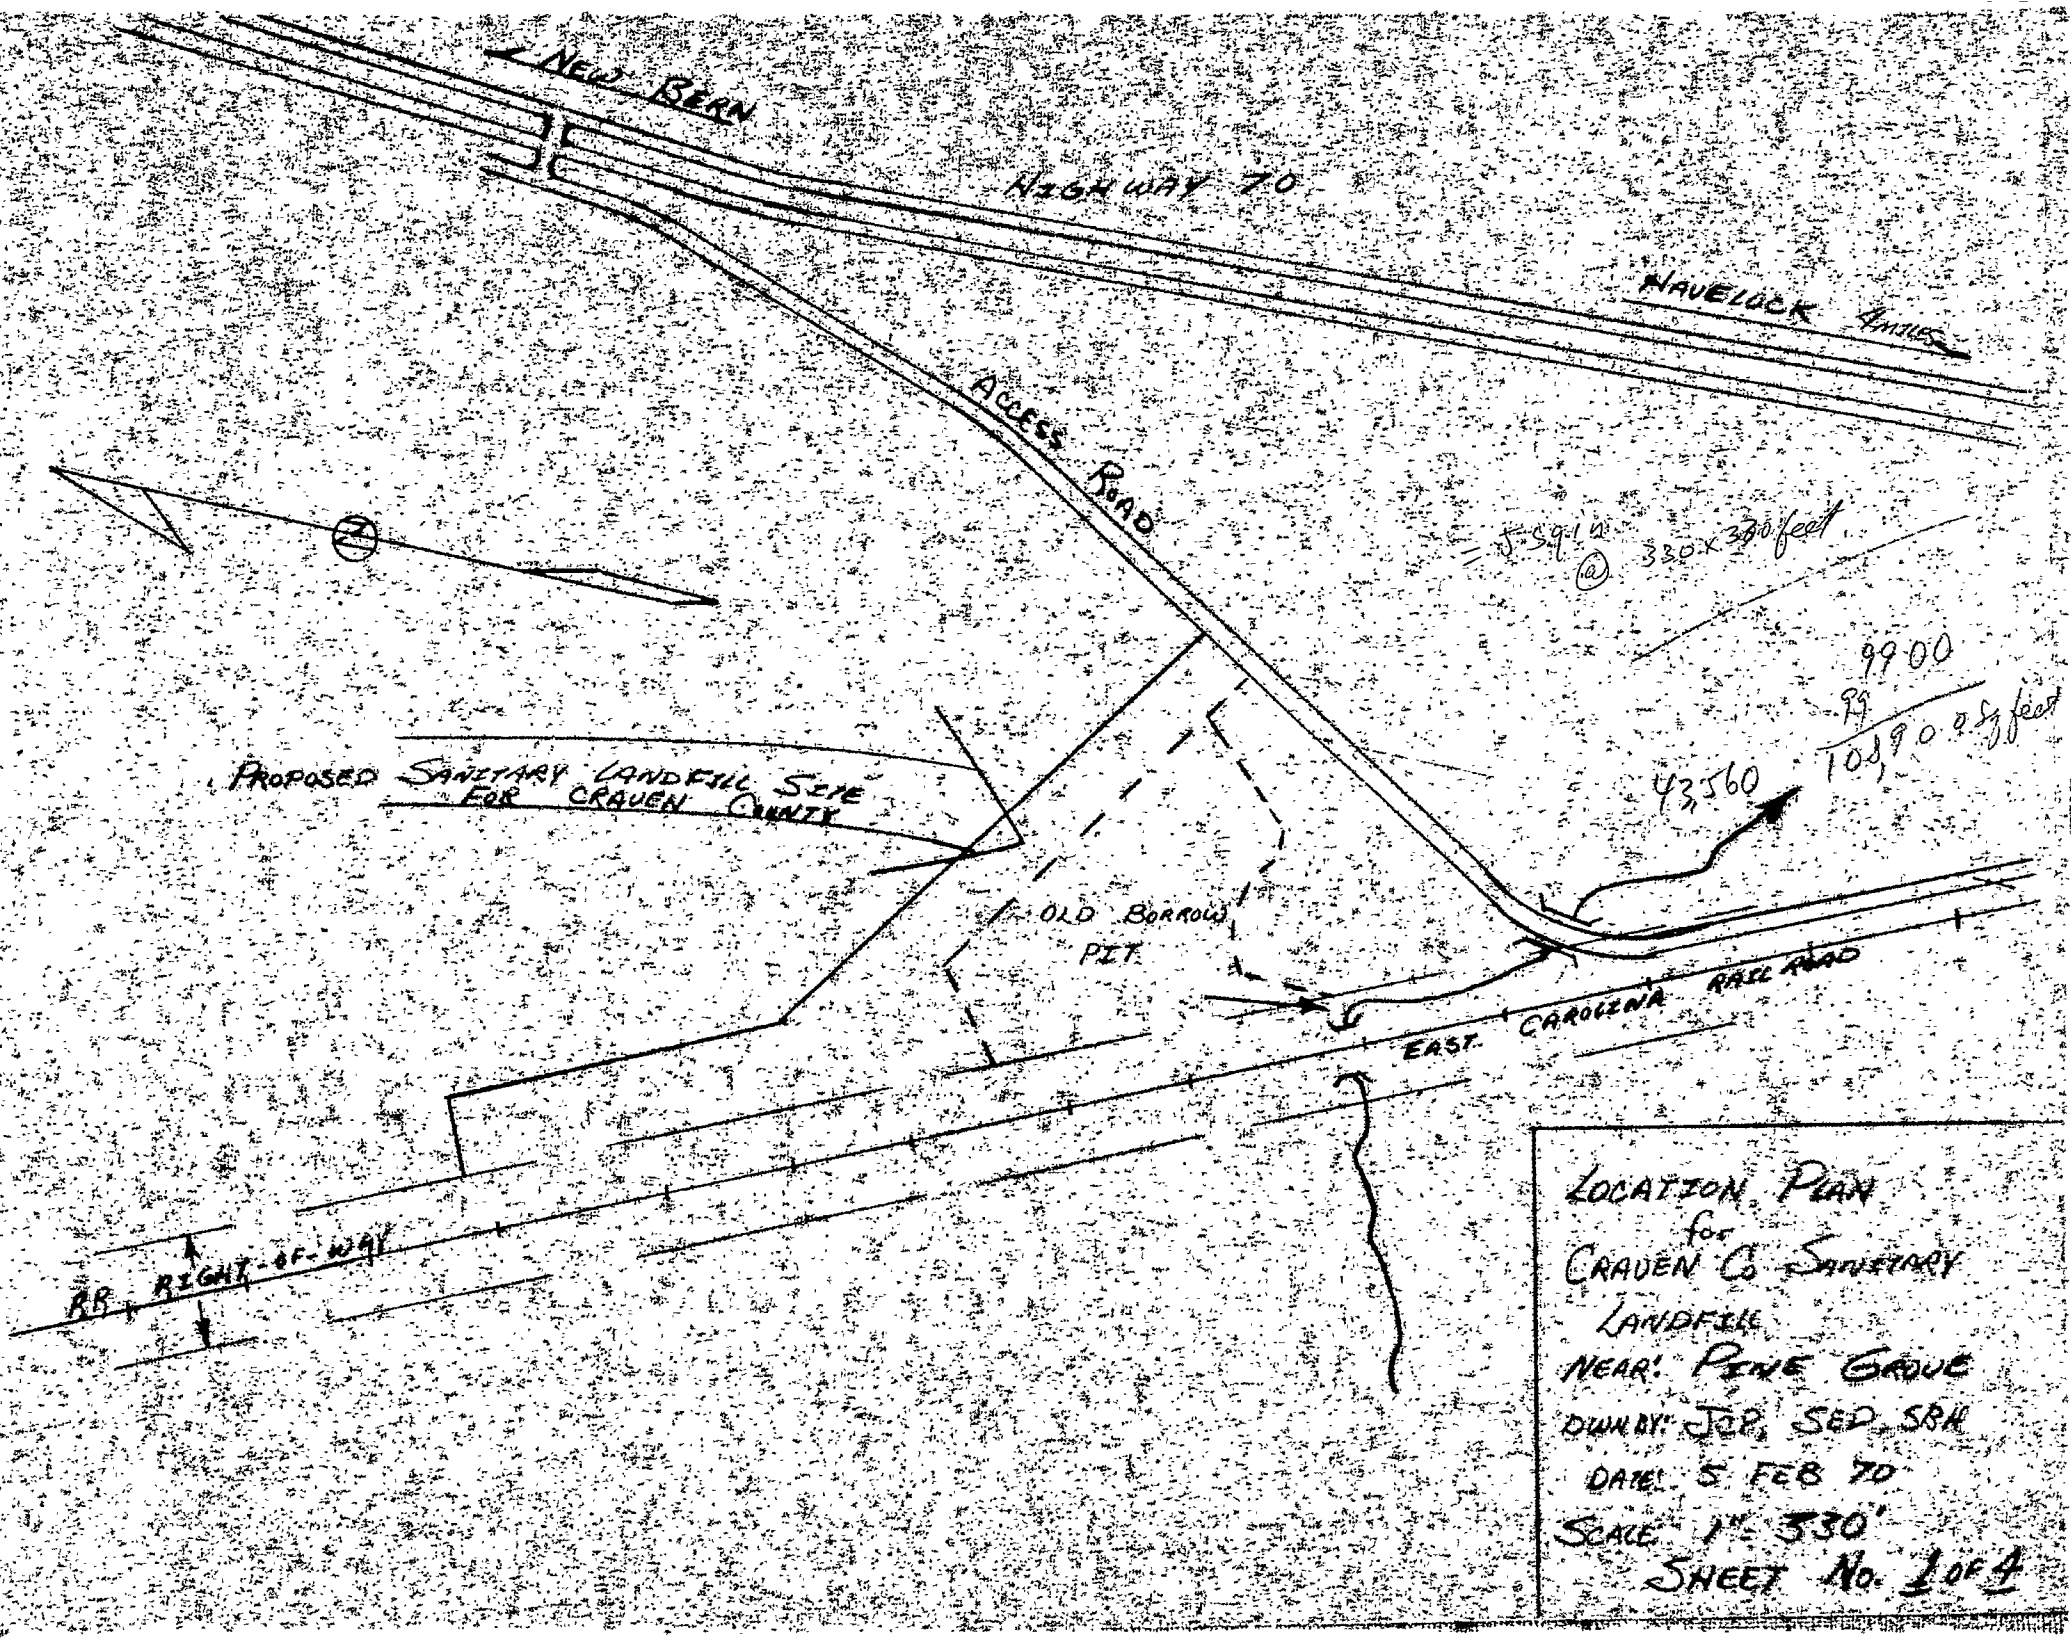 NEW BERN
HIGHWAY 70
HAVELOCK 4 MILES
ACCESS ROAD
= 5 sq in
@ 330 x 330 feet
9900
99
108,900 sq feet
43,560
N
PROPOSED SANITARY LANDFILL SITE
FOR CRAVEN COUNTY
OLD BORROW
PIT
EAST CAROLINA RAILROAD
RR RIGHT-OF-WAY
LOCATION PLAN
for
CRAVEN Co SANITARY
LANDFILL
NEAR: PINE GROVE
DWN BY: JCP, SED, SBH
DATE: 5 FEB 70
SCALE 1"- 330'
SHEET No. 1 OF 4